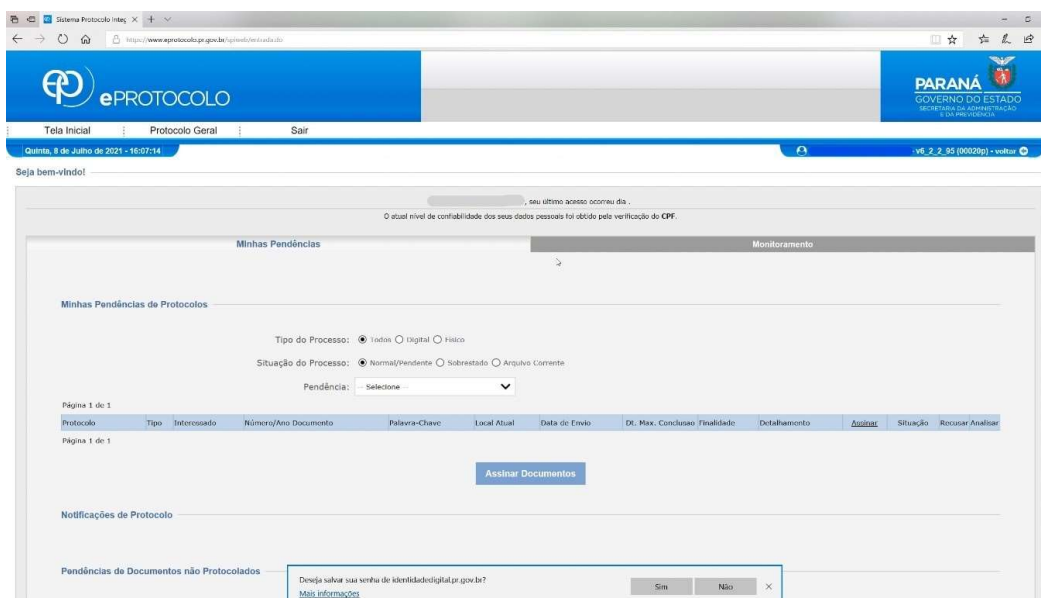 Sistema Protocolo Integ
https://www.eprotocolo.pr.gov.br/spiweb/entrada.do
ePROTOCOLO
PARANÁ
GOVERNO DO ESTADO
SECRETARIA DA ADMINISTRAÇÃO
E DA PREVIDÊNCIA
Tela Inicial Protocolo Geral Sair
Quinta, 8 de Julho de 2021 - 16:07:14 - v6_2_2_95 (00020p) - voltar
Seja bem-vindo!
, seu último acesso ocorreu dia .
O atual nível de confiabilidade dos seus dados pessoais foi obtido pela verificação do CPF.
Minhas Pendências Monitoramento
Minhas Pendências de Protocolos
Tipo do Processo: Todos Digital Físico
Situação do Processo: Normal/Pendente Sobrestado Arquivo Corrente
Pendência: -- Selecione --
Página 1 de 1
Protocolo Tipo Interessado Número/Ano Documento Palavra-Chave Local Atual Data de Envio Dt. Max. Conclusao Finalidade Detalhamento Assinar Situação Recusar Analisar
Página 1 de 1
Assinar Documentos
Notificações de Protocolo
Pendências de Documentos não Protocolados
Deseja salvar sua senha de identidadedigital.pr.gov.br?
Mais informações
Sim Não